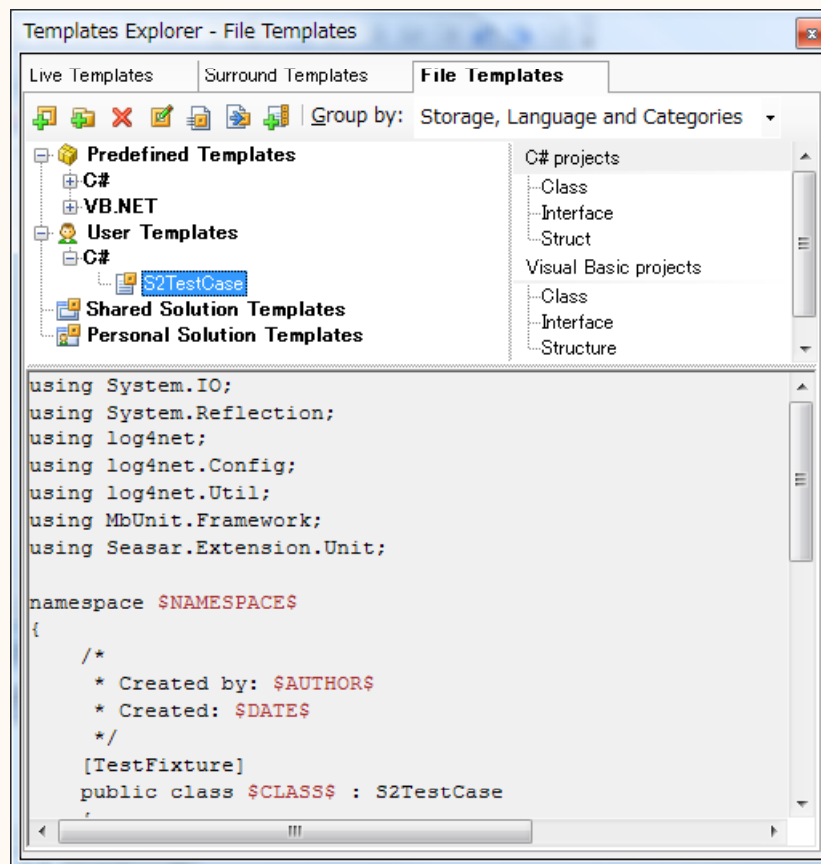 Templates Explorer - File Templates
Live Templates
Surround Templates
File Templates
Group by: Storage, Language and Categories
Predefined Templates
C#
VB.NET
User Templates
C#
S2TestCase
Shared Solution Templates
Personal Solution Templates
C# projects
Class
Interface
Struct
Visual Basic projects
Class
Interface
Structure
using System.IO;
using System.Reflection;
using log4net;
using log4net.Config;
using log4net.Util;
using MbUnit.Framework;
using Seasar.Extension.Unit;
namespace $NAMESPACE$
{
/*
* Created by: $AUTHOR$
* Created: $DATE$
*/
[TestFixture]
public class $CLASS$ : S2TestCase